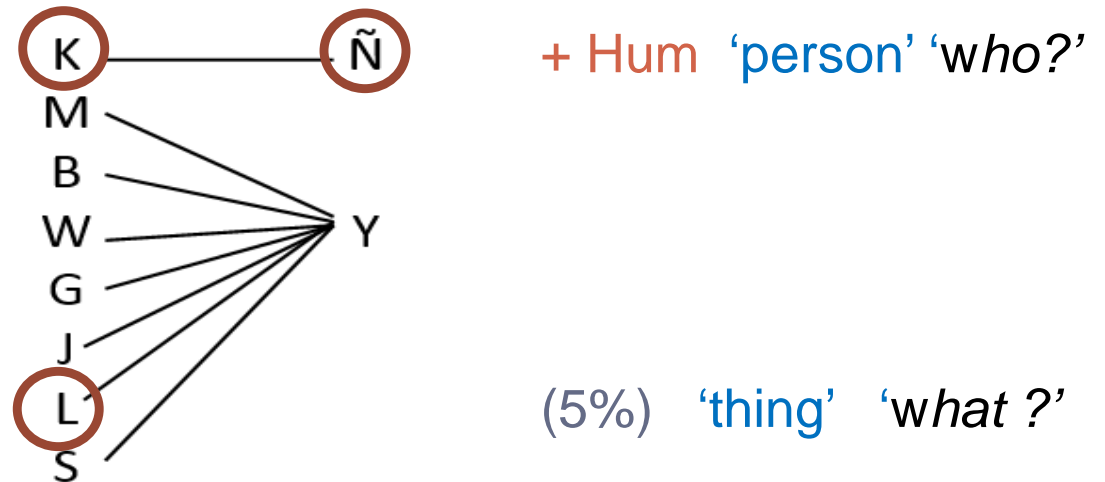 K Ñ + Hum ‘person’ ‘who?’
M
B
W Y
G
J
L (5%) ‘thing’ ‘what ?’
S